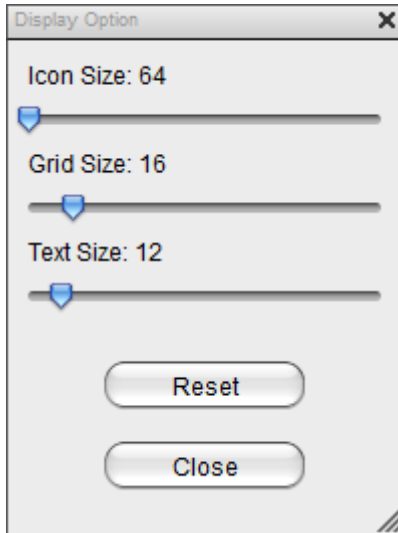 Display Option
Icon Size: 64
Grid Size: 16
Text Size: 12
Reset
Close